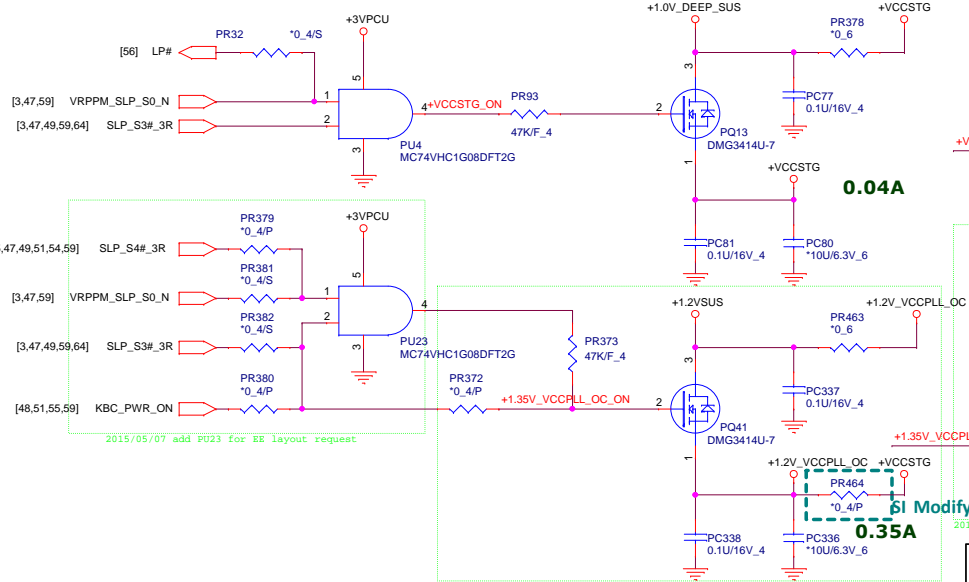 +1.0V_DEEP_SUS
+VCCSTG
PR378
*0_6
+3VPCU
PR32
*0_4/S
[56] LP#
3
5
[3,47,59] VRPPM_SLP_S0_N
1
4
+VCCSTG_ON
PR93
2
PC77
0.1U/16V_4
[3,47,49,59,64] SLP_S3#_3R
2
47K/F_4
PQ13
DMG3414U-7
PU4
MC74VHC1G08DFT2G
3
1
+VCCSTG
0.04A
+3VPCU
PR379
*0_4/P
,47,49,51,54,59] SLP_S4#_3R
PC81
0.1U/16V_4
PC80
*10U/6.3V_6
PR381
*0_4/S
5
[3,47,59] VRPPM_SLP_S0_N
1
4
+1.2VSUS
+1.2V_VCCPLL_OC
PR382
*0_4/S
2
PR463
*0_6
[3,47,49,59,64] SLP_S3#_3R
PU23
MC74VHC1G08DFT2G
3
PR373
47K/F_4
3
PR380
*0_4/P
PR372
*0_4/P
PC337
0.1U/16V_4
[48,51,55,59] KBC_PWR_ON
+1.35V_VCCPLL_OC_ON
2
PQ41
DMG3414U-7
2015/05/07 add PU23 for EE layout request
1
+1.35V_VCCPL
+1.2V_VCCPLL_OC
+VCCSTG
PR464
*0_4/P
SI Modify
0.35A
PC338
0.1U/16V_4
PC336
*10U/6.3V_6